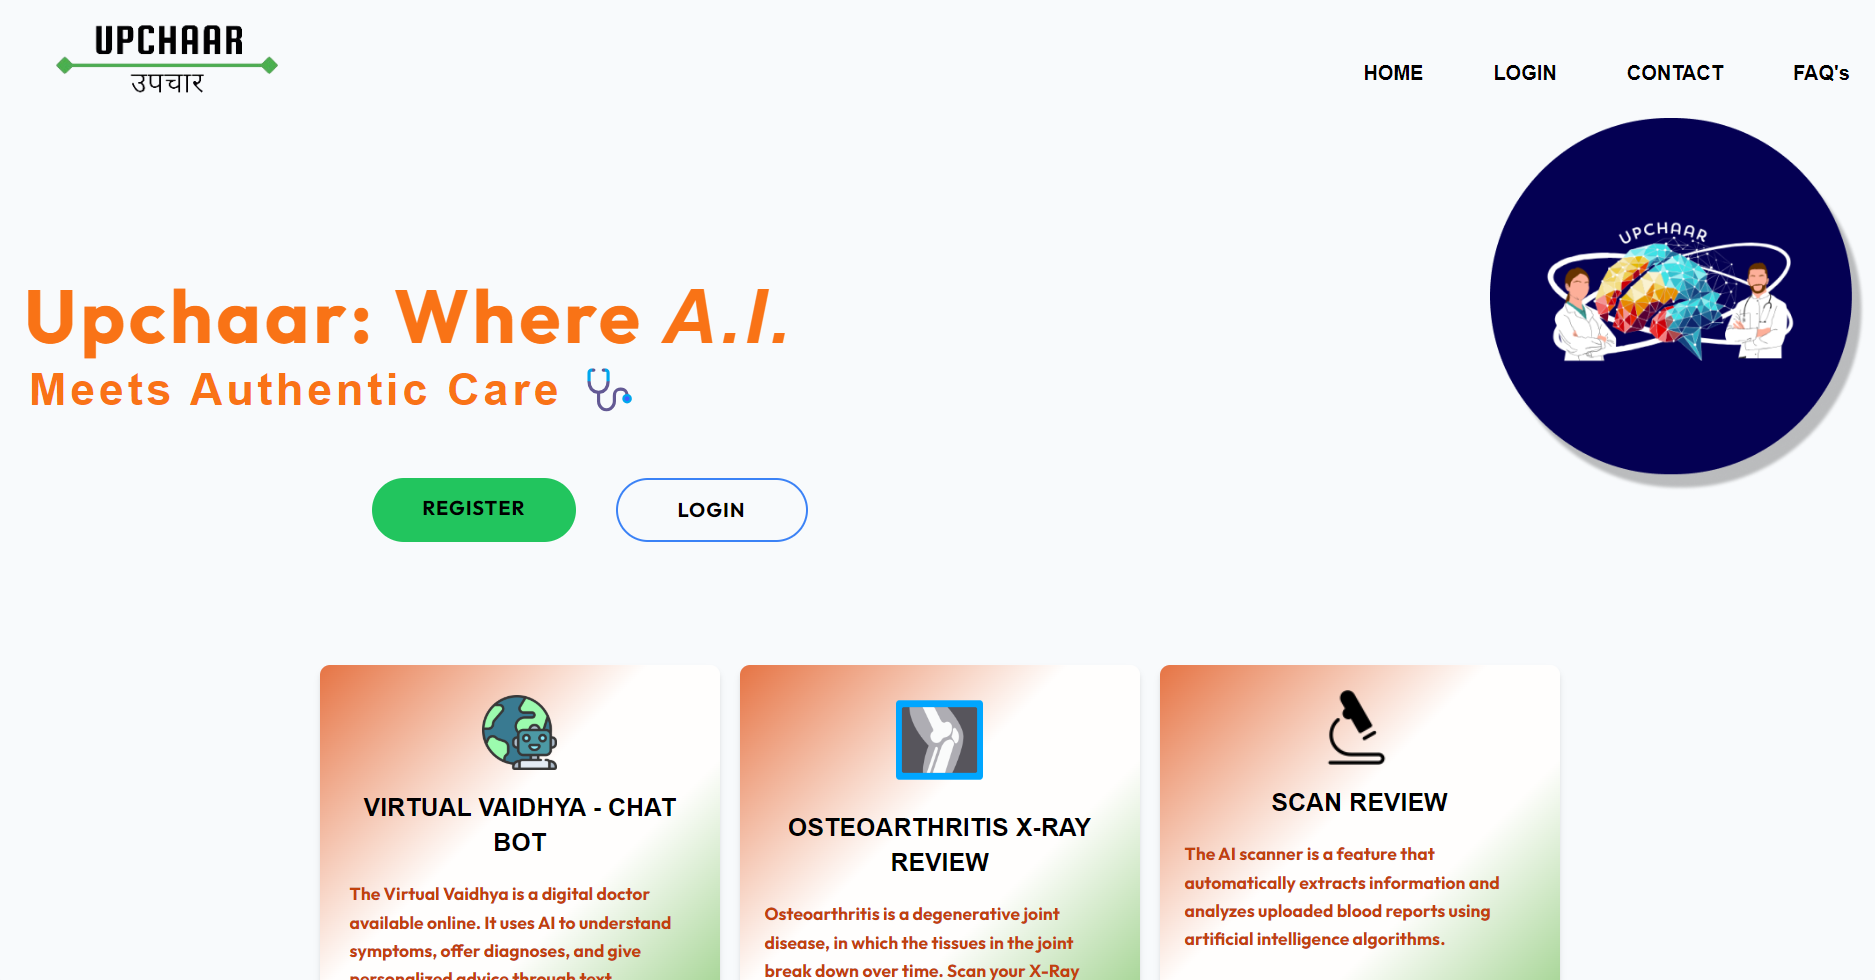 UPCHAAR
उपचार
HOME
LOGIN
CONTACT
FAQ's
UPCHAAR
Upchaar: Where A.I.
Meets Authentic Care
REGISTER
LOGIN
VIRTUAL VAIDHYA - CHAT
BOT
The Virtual Vaidhya is a digital doctor
available online. It uses AI to understand
symptoms, offer diagnoses, and give
personalized advice through text
OSTEOARTHRITIS X-RAY
REVIEW
Osteoarthritis is a degenerative joint
disease, in which the tissues in the joint
break down over time. Scan your X-Ray
SCAN REVIEW
The AI scanner is a feature that
automatically extracts information and
analyzes uploaded blood reports using
artificial intelligence algorithms.